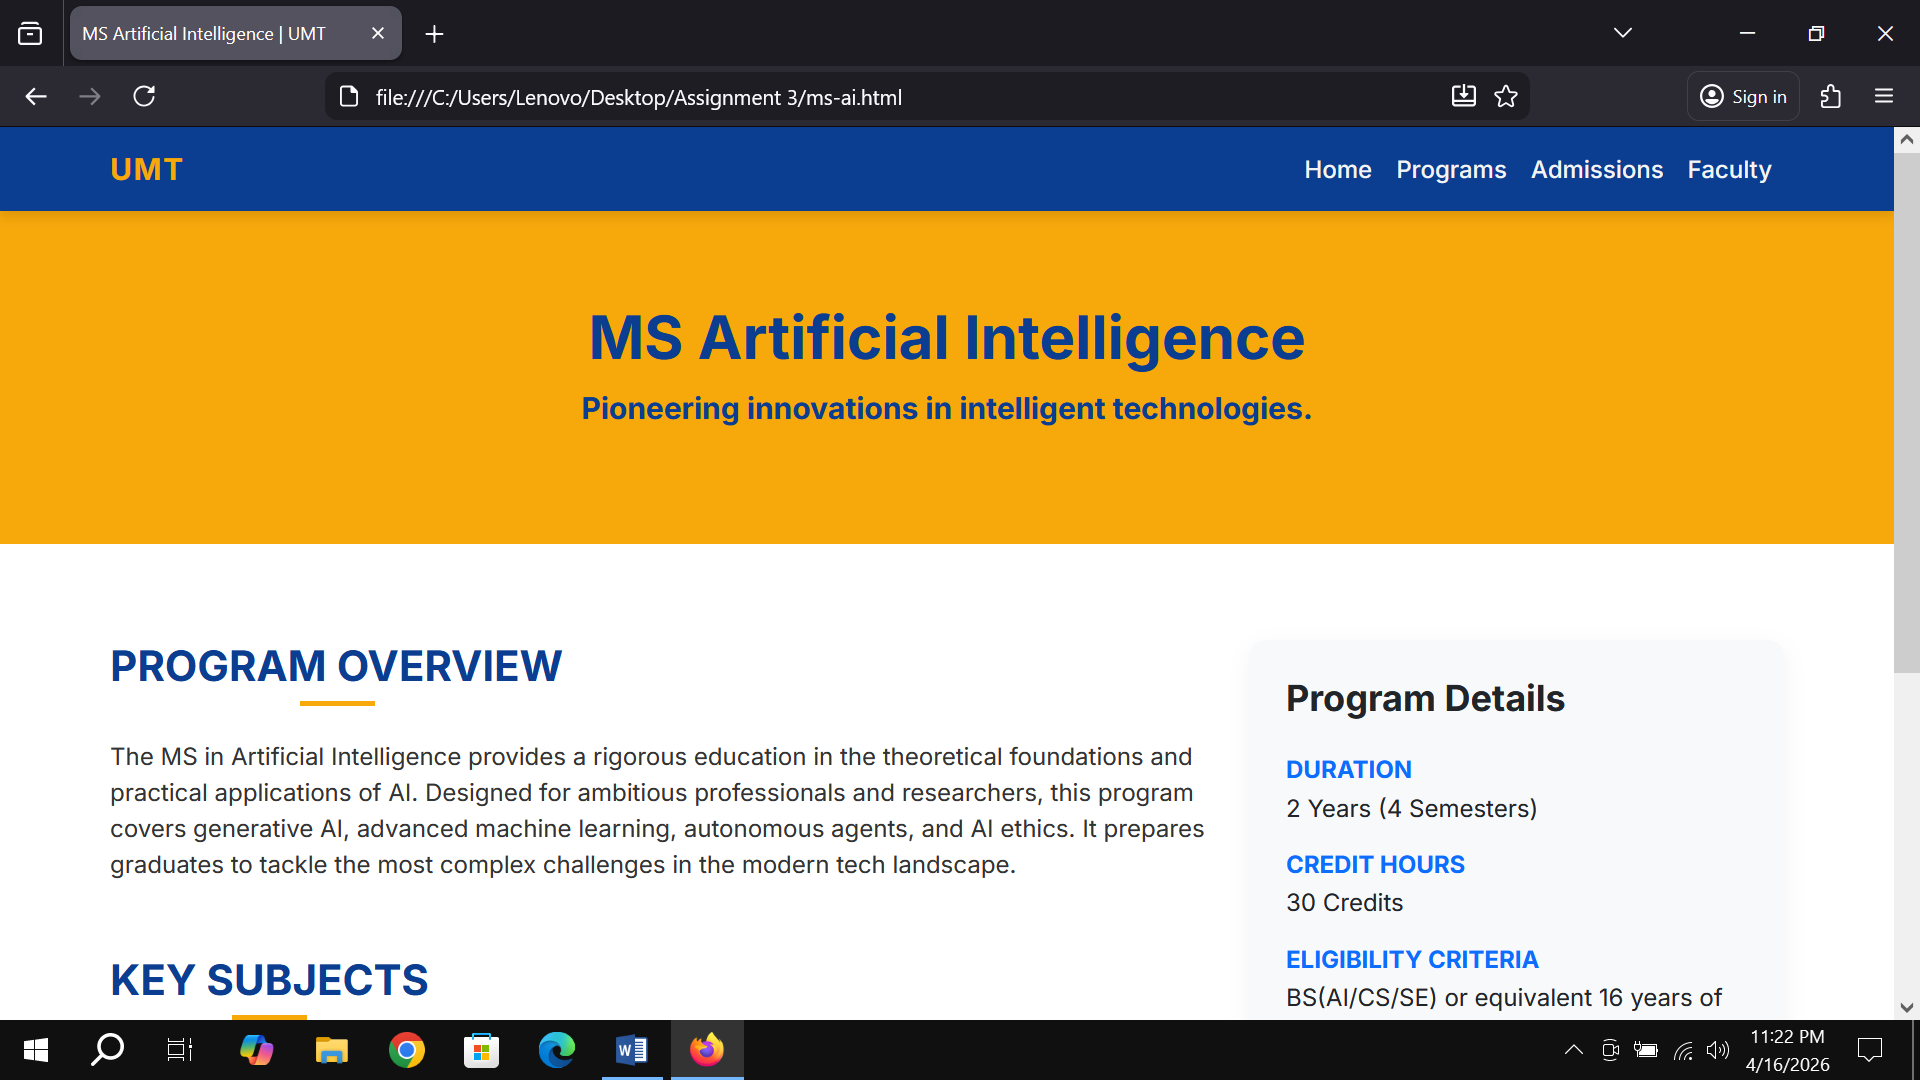 MS Artificial Intelligence | UMT
file:///C:/Users/Lenovo/Desktop/Assignment 3/ms-ai.html
Sign in
UMT
Home Programs Admissions Faculty
MS Artificial Intelligence
Pioneering innovations in intelligent technologies.
PROGRAM OVERVIEW
The MS in Artificial Intelligence provides a rigorous education in the theoretical foundations and
practical applications of AI. Designed for ambitious professionals and researchers, this program
covers generative AI, advanced machine learning, autonomous agents, and AI ethics. It prepares
graduates to tackle the most complex challenges in the modern tech landscape.
KEY SUBJECTS
Program Details
DURATION
2 Years (4 Semesters)
CREDIT HOURS
30 Credits
ELIGIBILITY CRITERIA
BS(AI/CS/SE) or equivalent 16 years of
11:22 PM
4/16/2026